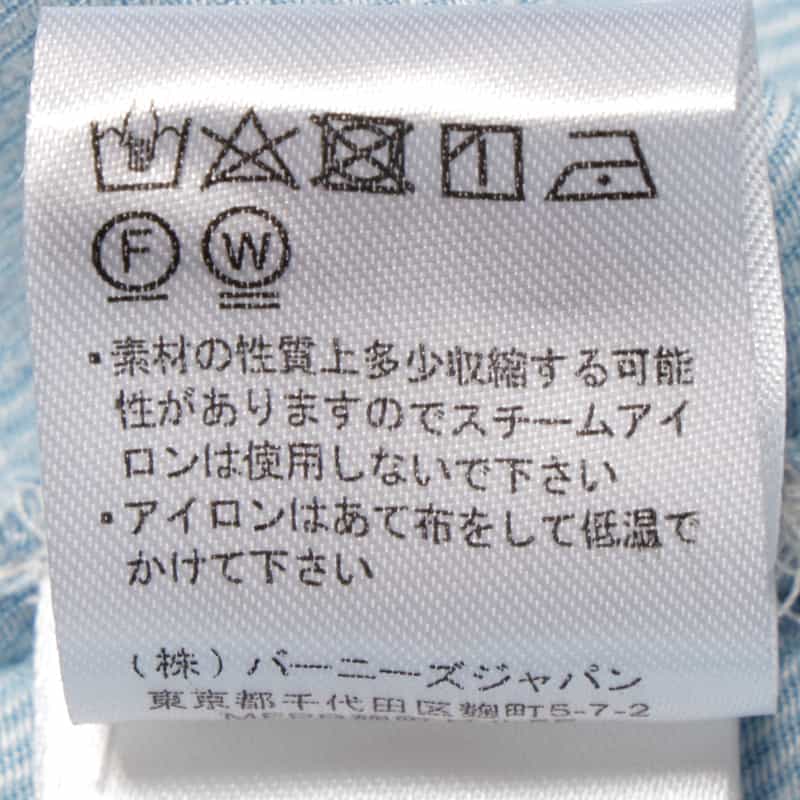 F W
・素材の性質上多少収縮する可能
性がありますのでスチームアイ
ロンは使用しないで下さい
・アイロンはあて布をして低温で
かけて下さい
(株)バーニーズジャパン
東京都千代田区麹町5-7-2